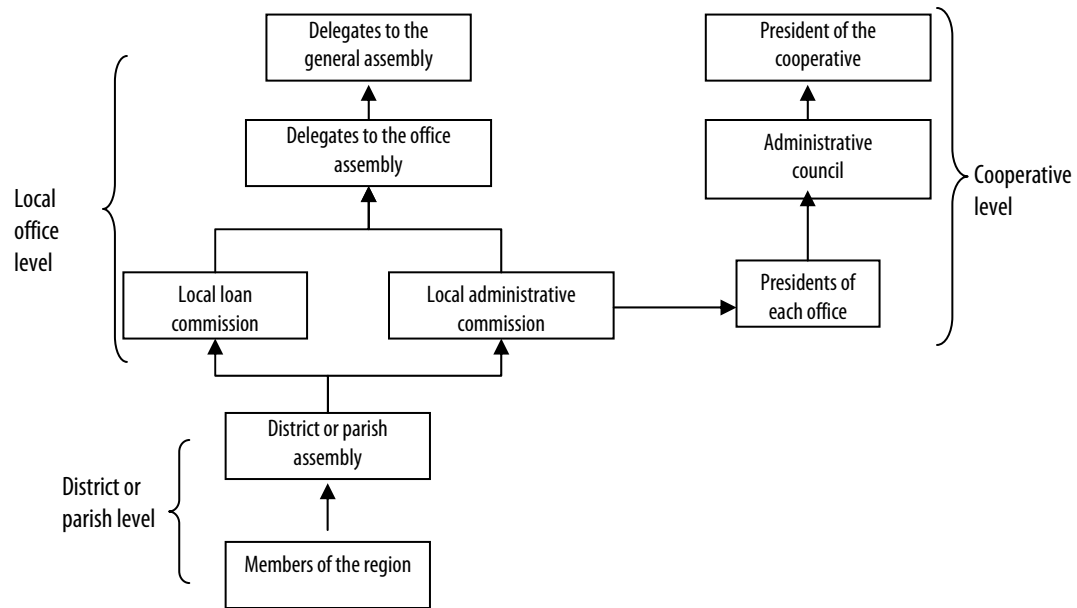 Delegates to the
general assembly
President of the
cooperative
Delegates to the office
assembly
Administrative
council
Local
office
level
Cooperative
level
Local loan
commission
Local administrative
commission
Presidents of
each office
District or parish
assembly
District or
parish level
Members of the region